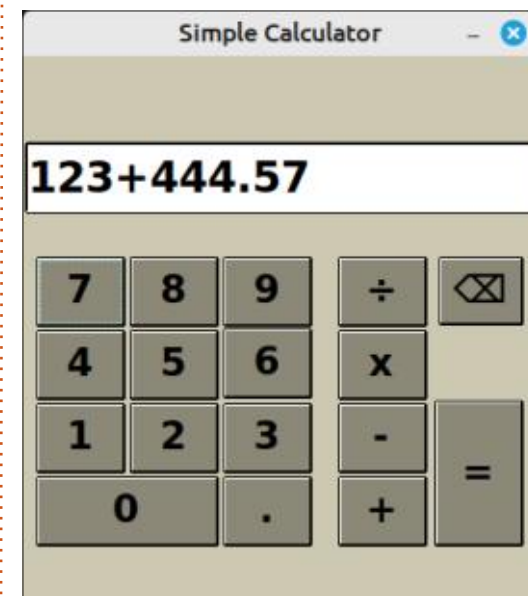 Simple Calculator
123+444.57
7 8 9 ÷ ⌫
4 5 6 x
1 2 3 -
0 . + =